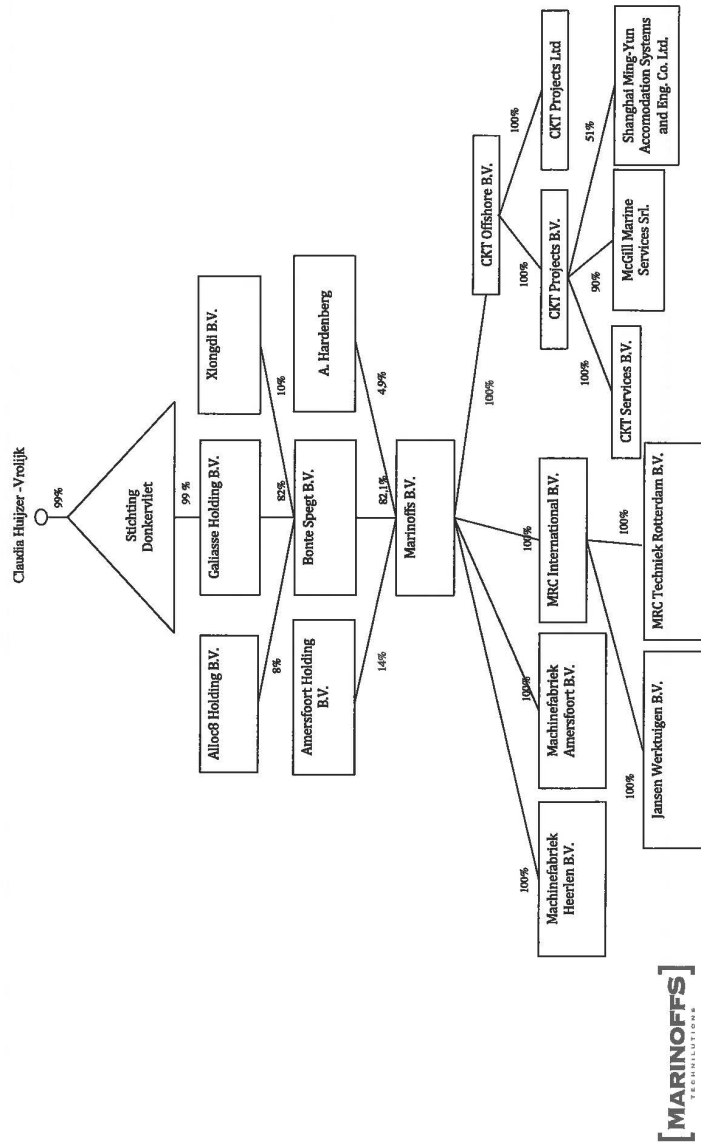 Claudia Huijzer -Vrolijk
99%
Stichting
Donkervliet
99 %
Alloc8 Holding B.V.
Galiasse Holding B.V.
Xiongdi B.V.
8%
82%
10%
Amersfoort Holding
B.V.
Bonte Spegt B.V.
A. Hardenberg
14%
82,1%
4,9%
Marinoffs B.V.
100%
100%
100%
100%
CKT Offshore B.V.
100%
100%
Machinefabriek
Heerlen B.V.
Machinefabriek
Amersfoort B.V.
MRC International B.V.
CKT Projects B.V.
CKT Projects Ltd
100%
100%
100%
90%
51%
Jansen Werktuigen B.V.
MRC Techniek Rotterdam B.V.
CKT Services B.V.
McGill Marine
Services Srl.
Shanghai Ming-Yun
Accomodation Systems
and Eng. Co. Ltd.
[MARINOFFS]
TECHNILUTIONS